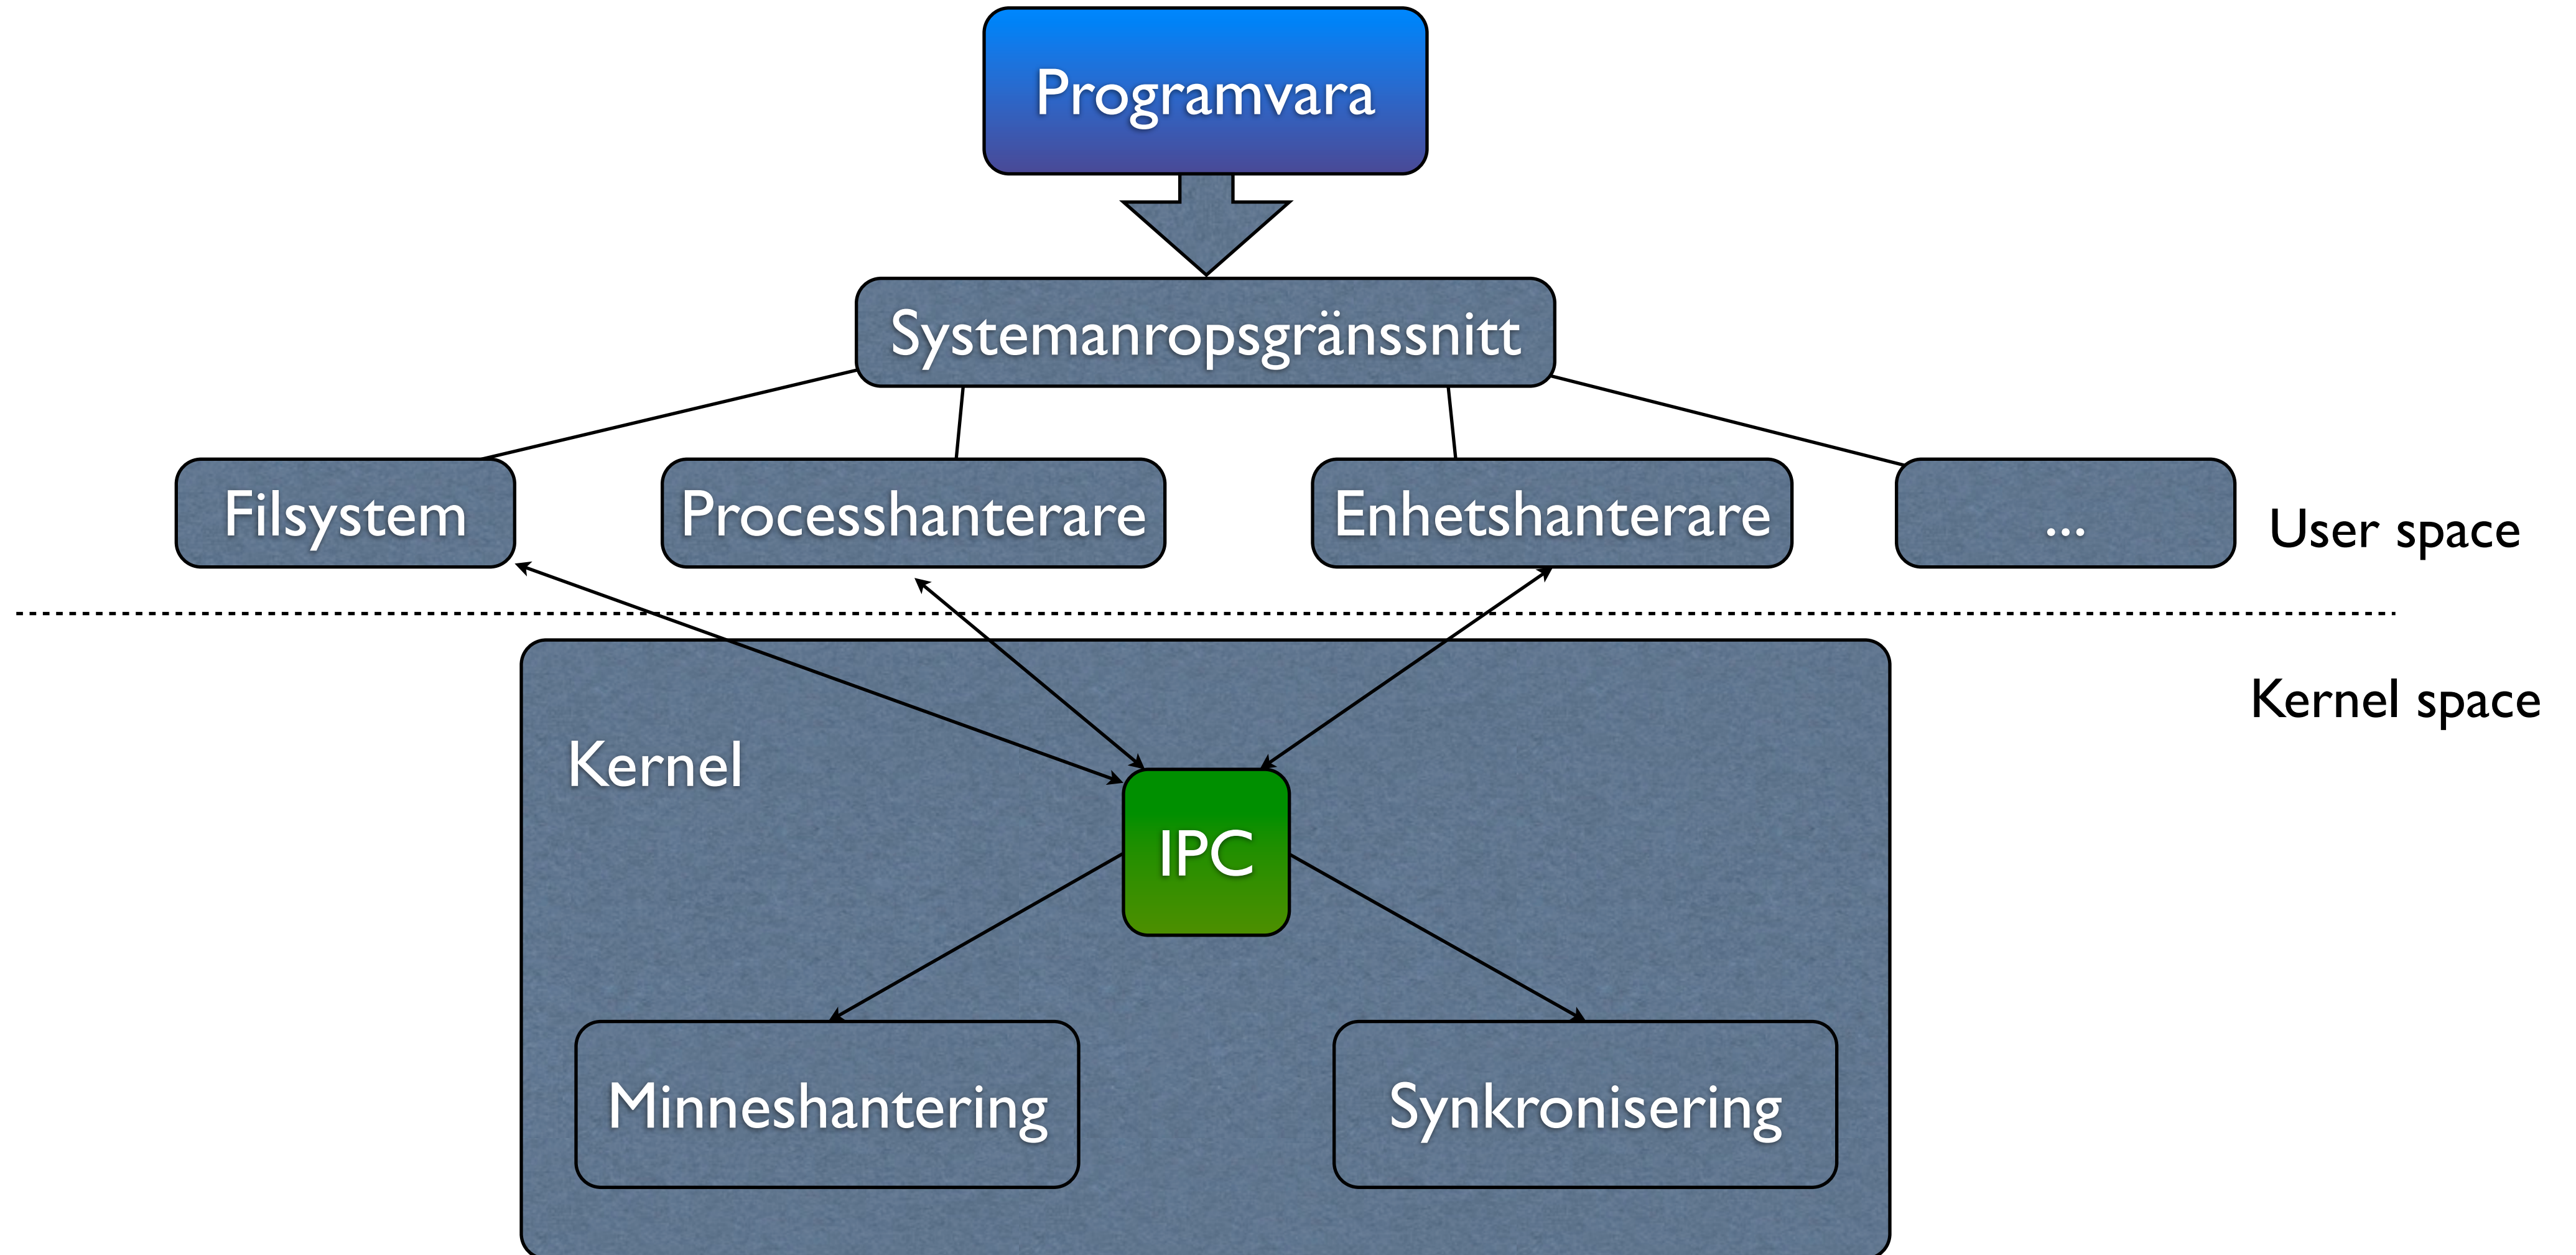 Programvara
Systemanropsgränssnitt
Filsystem
Processhanterare
Enhetshanterare
...
User space
Kernel space
Kernel
IPC
Minneshantering
Synkronisering